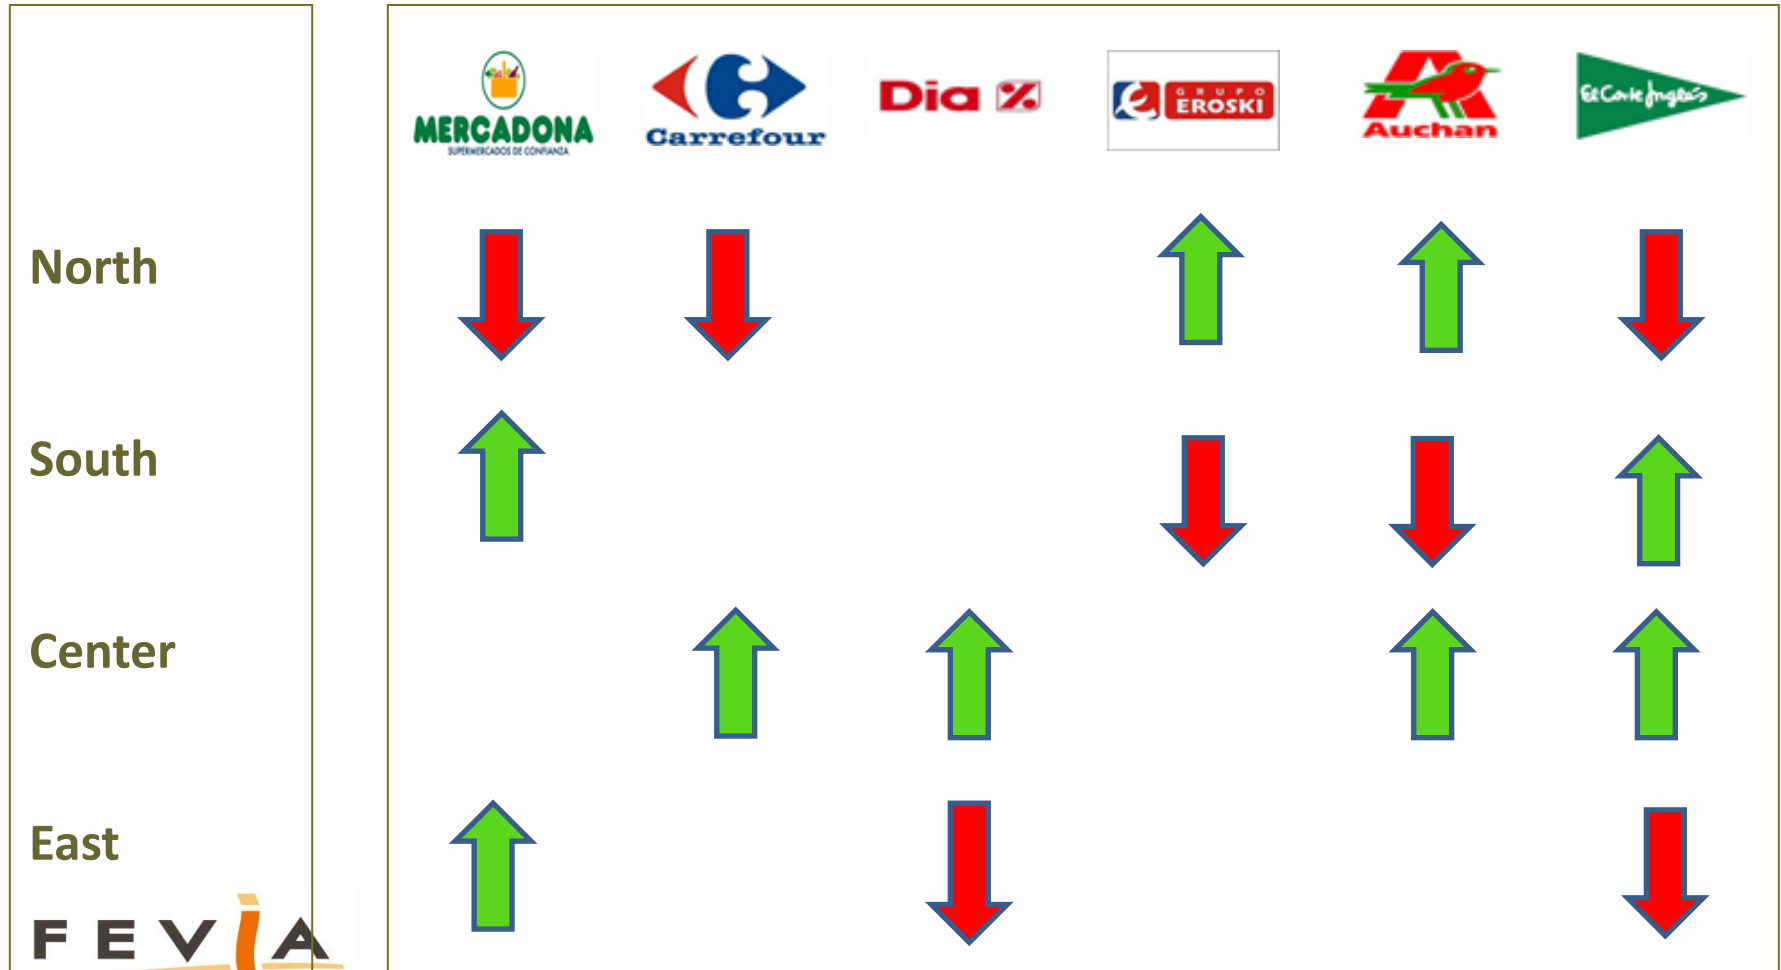 MERCADONA
SUPERMERCADOS DE CONFIANZA
Carrefour
Dia %
GRUPO
EROSKI
Auchan
El Corte Inglés
North
South
Center
East
FEVIA